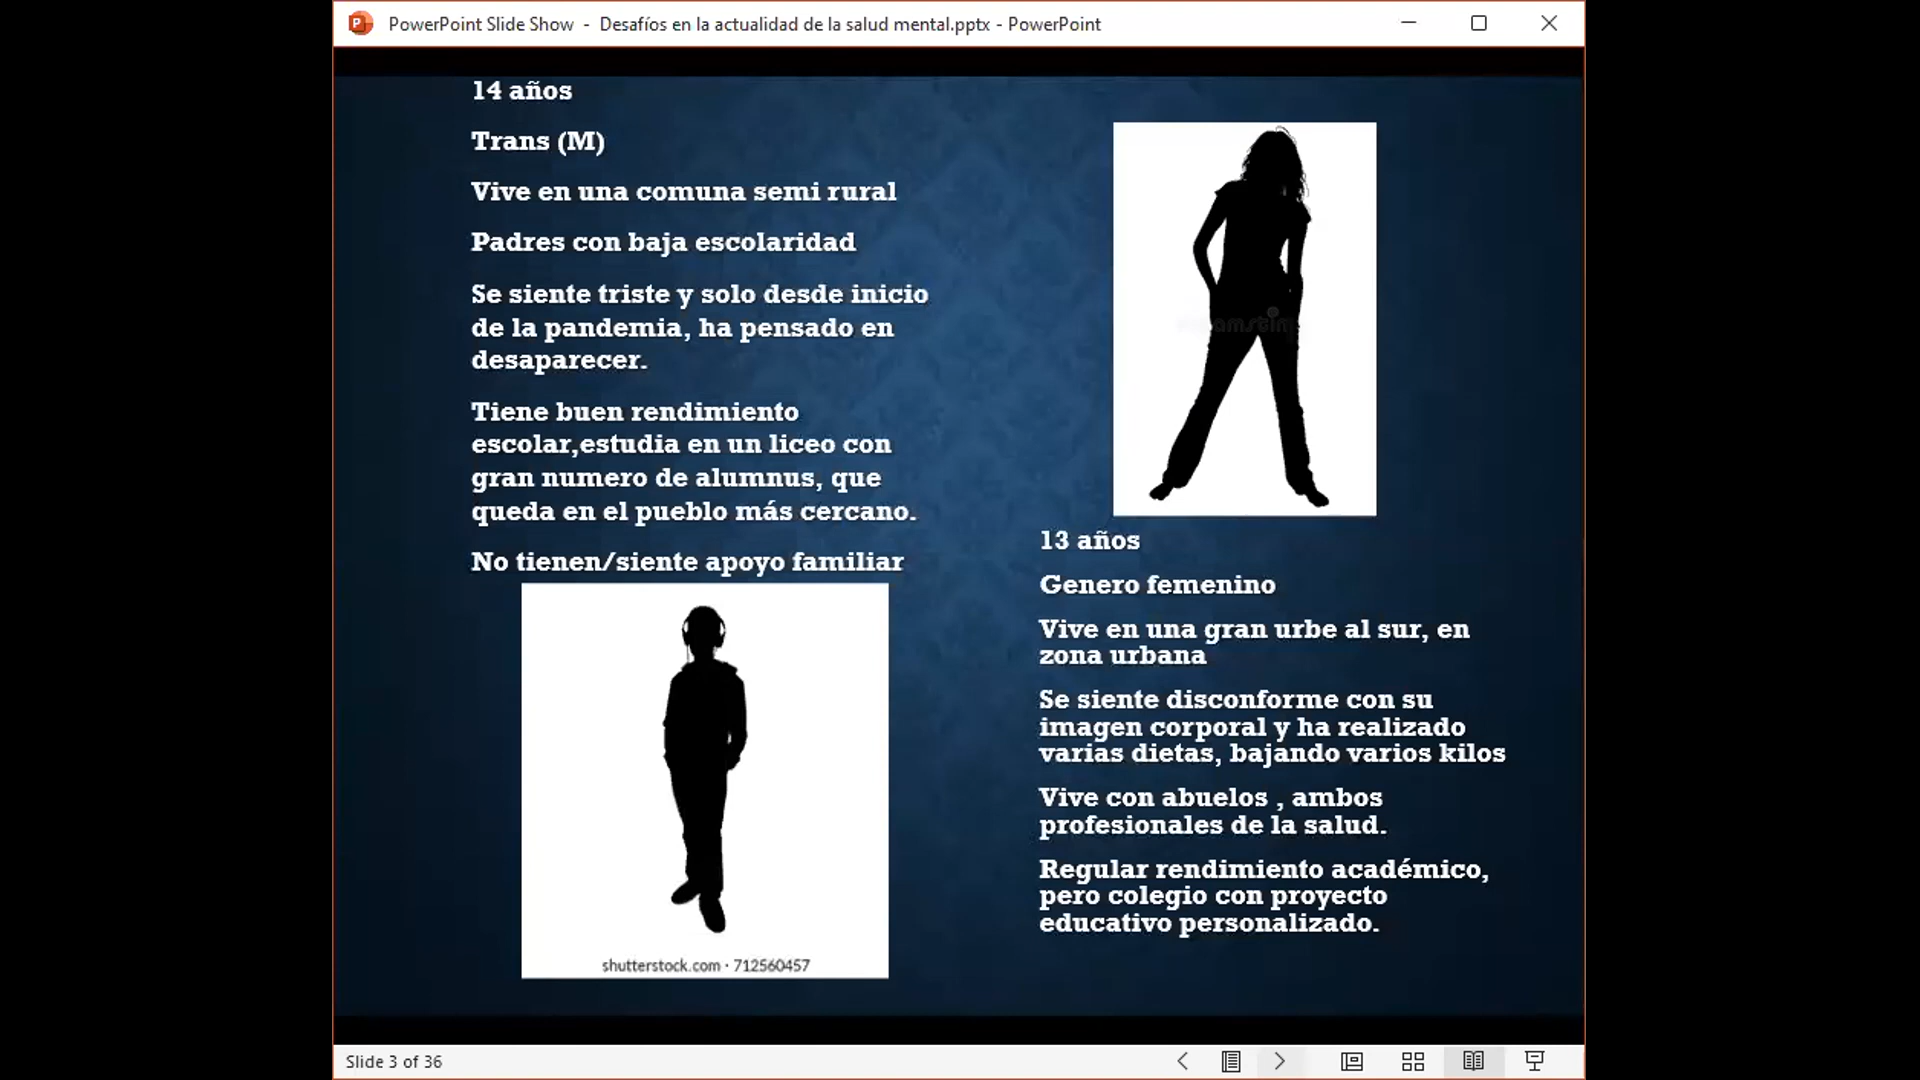 PowerPoint Slide Show - Desafíos en la actualidad de la salud mental.pptx - PowerPoint
14 años
Trans (M)
Vive en una comuna semi rural
Padres con baja escolaridad
Se siente triste y solo desde inicio
de la pandemia, ha pensado en
desaparecer.
Tiene buen rendimiento
escolar,estudia en un liceo con
gran numero de alumnus, que
queda en el pueblo más cercano.
No tienen/siente apoyo familiar
shutterstock.com · 712560457
13 años
Genero femenino
Vive en una gran urbe al sur, en
zona urbana
Se siente disconforme con su
imagen corporal y ha realizado
varias dietas, bajando varios kilos
Vive con abuelos , ambos
profesionales de la salud.
Regular rendimiento académico,
pero colegio con proyecto
educativo personalizado.
Slide 3 of 36